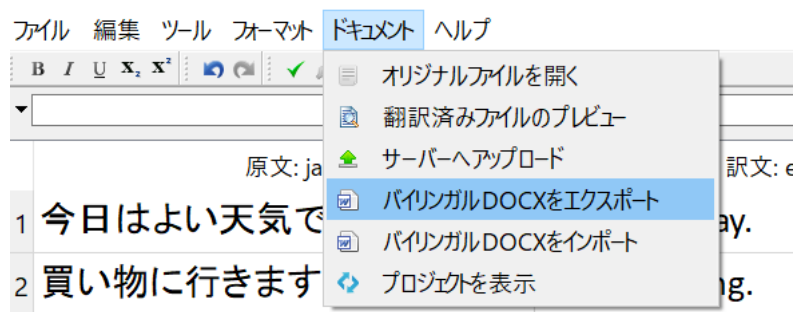 ファイル 編集 ツール フォーマット ドキュメント ヘルプ
B I U X₂ X²
オリジナルファイルを開く
翻訳済みファイルのプレビュー
サーバーへアップロード
原文: ja
訳文: e
バイリンガルDOCXをエクスポート
1 今日はよい天気で
ay.
バイリンガルDOCXをインポート
2 買い物に行きます
プロジェクトを表示
ng.